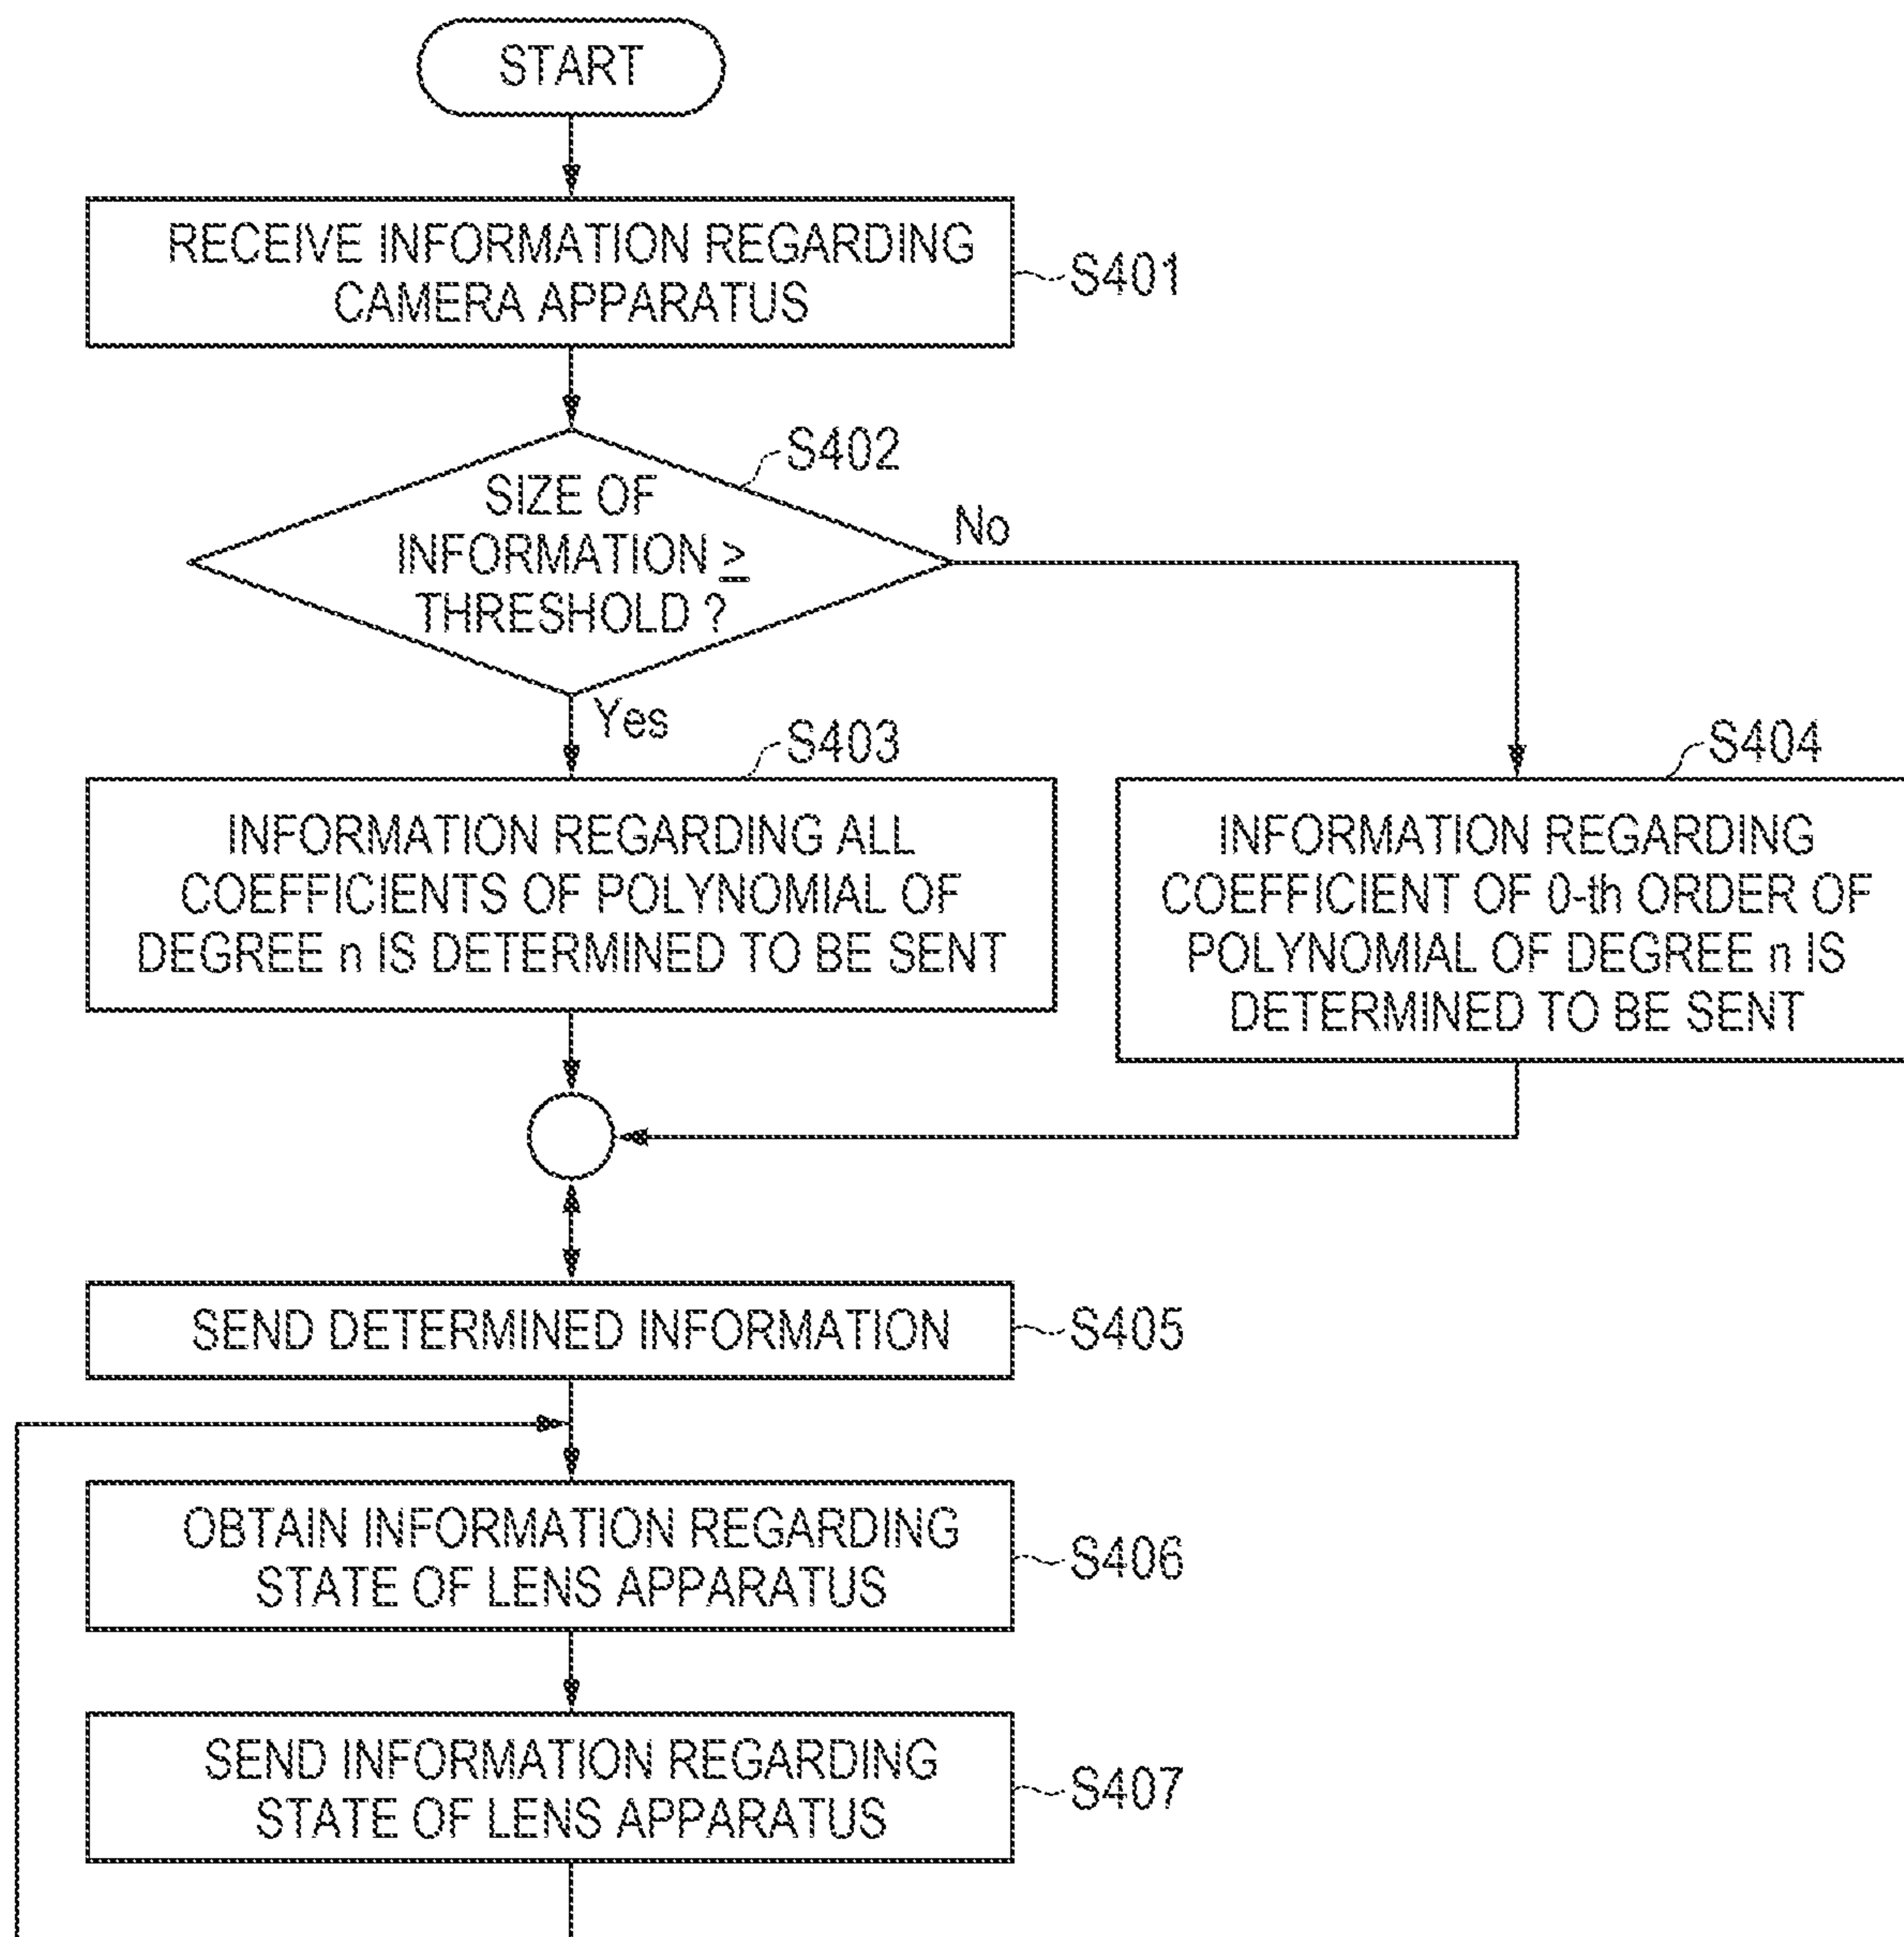 START
RECEIVE INFORMATION REGARDING
CAMERA APPARATUS
S401
S402
SIZE OF
INFORMATION ≥
THRESHOLD ?
No
Yes
S403
INFORMATION REGARDING ALL
COEFFICIENTS OF POLYNOMIAL OF
DEGREE n IS DETERMINED TO BE SENT
S404
INFORMATION REGARDING
COEFFICIENT OF 0-th ORDER OF
POLYNOMIAL OF DEGREE n IS
DETERMINED TO BE SENT
SEND DETERMINED INFORMATION
S405
OBTAIN INFORMATION REGARDING
STATE OF LENS APPARATUS
S406
SEND INFORMATION REGARDING
STATE OF LENS APPARATUS
S407